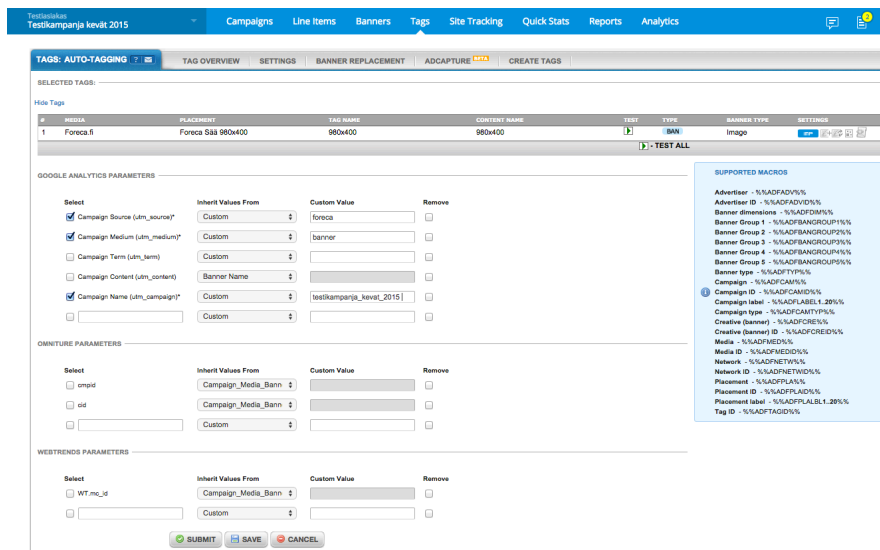 Testiasiakas
Testikampanja kevät 2015
Campaigns Line Items Banners Tags Site Tracking Quick Stats Reports Analytics
2
TAGS: AUTO-TAGGING ? TAG OVERVIEW SETTINGS BANNER REPLACEMENT ADCAPTURE BETA CREATE TAGS
SELECTED TAGS:
Hide Tags
# MEDIA PLACEMENT TAG NAME CONTENT NAME TEST TYPE BANNER TYPE SETTINGS
1 Foreca.fi Foreca Sää 980x400 980x400 980x400 BAN Image
- TEST ALL
GOOGLE ANALYTICS PARAMETERS
Select Inherit Values From Custom Value Remove
Campaign Source (utm_source)* Custom foreca
Campaign Medium (utm_medium)* Custom banner
Campaign Term (utm_term) Custom
Campaign Content (utm_content) Banner Name
Campaign Name (utm_campaign)* Custom testikampanja_kevat_2015
Custom
OMNITURE PARAMETERS
Select Inherit Values From Custom Value Remove
cmpid Campaign_Media_Bann
cid Campaign_Media_Bann
Custom
WEBTRENDS PARAMETERS
Select Inherit Values From Custom Value Remove
WT.mc_id Campaign_Media_Bann
Custom
SUBMIT SAVE CANCEL
SUPPORTED MACROS
Advertiser - %%ADFADV%%
Advertiser ID - %%ADFADVID%%
Banner dimensions - %%ADFDIM%%
Banner Group 1 - %%ADFBANGROUP1%%
Banner Group 2 - %%ADFBANGROUP2%%
Banner Group 3 - %%ADFBANGROUP3%%
Banner Group 4 - %%ADFBANGROUP4%%
Banner Group 5 - %%ADFBANGROUP5%%
Banner type - %%ADFTYP%%
Campaign - %%ADFCAM%%
Campaign ID - %%ADFCAMID%%
Campaign label - %%ADFLABEL1..20%%
Campaign type - %%ADFCAMTYP%%
Creative (banner) - %%ADFCRE%%
Creative (banner) ID - %%ADFCREID%%
Media - %%ADFMED%%
Media ID - %%ADFMEDID%%
Network - %%ADFNETW%%
Network ID - %%ADFNETWID%%
Placement - %%ADFPLA%%
Placement ID - %%ADFPLAID%%
Placement label - %%ADFPLALBL1..20%%
Tag ID - %%ADFTAGID%%